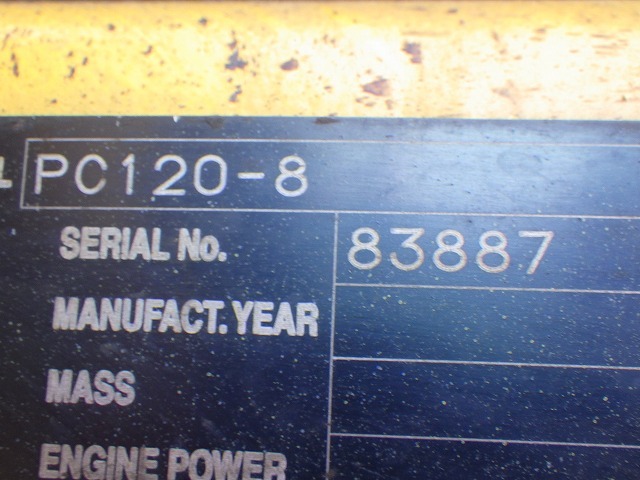 PC120-8
SERIAL No. 83887
MANUFACT. YEAR
MASS
ENGINE POWER